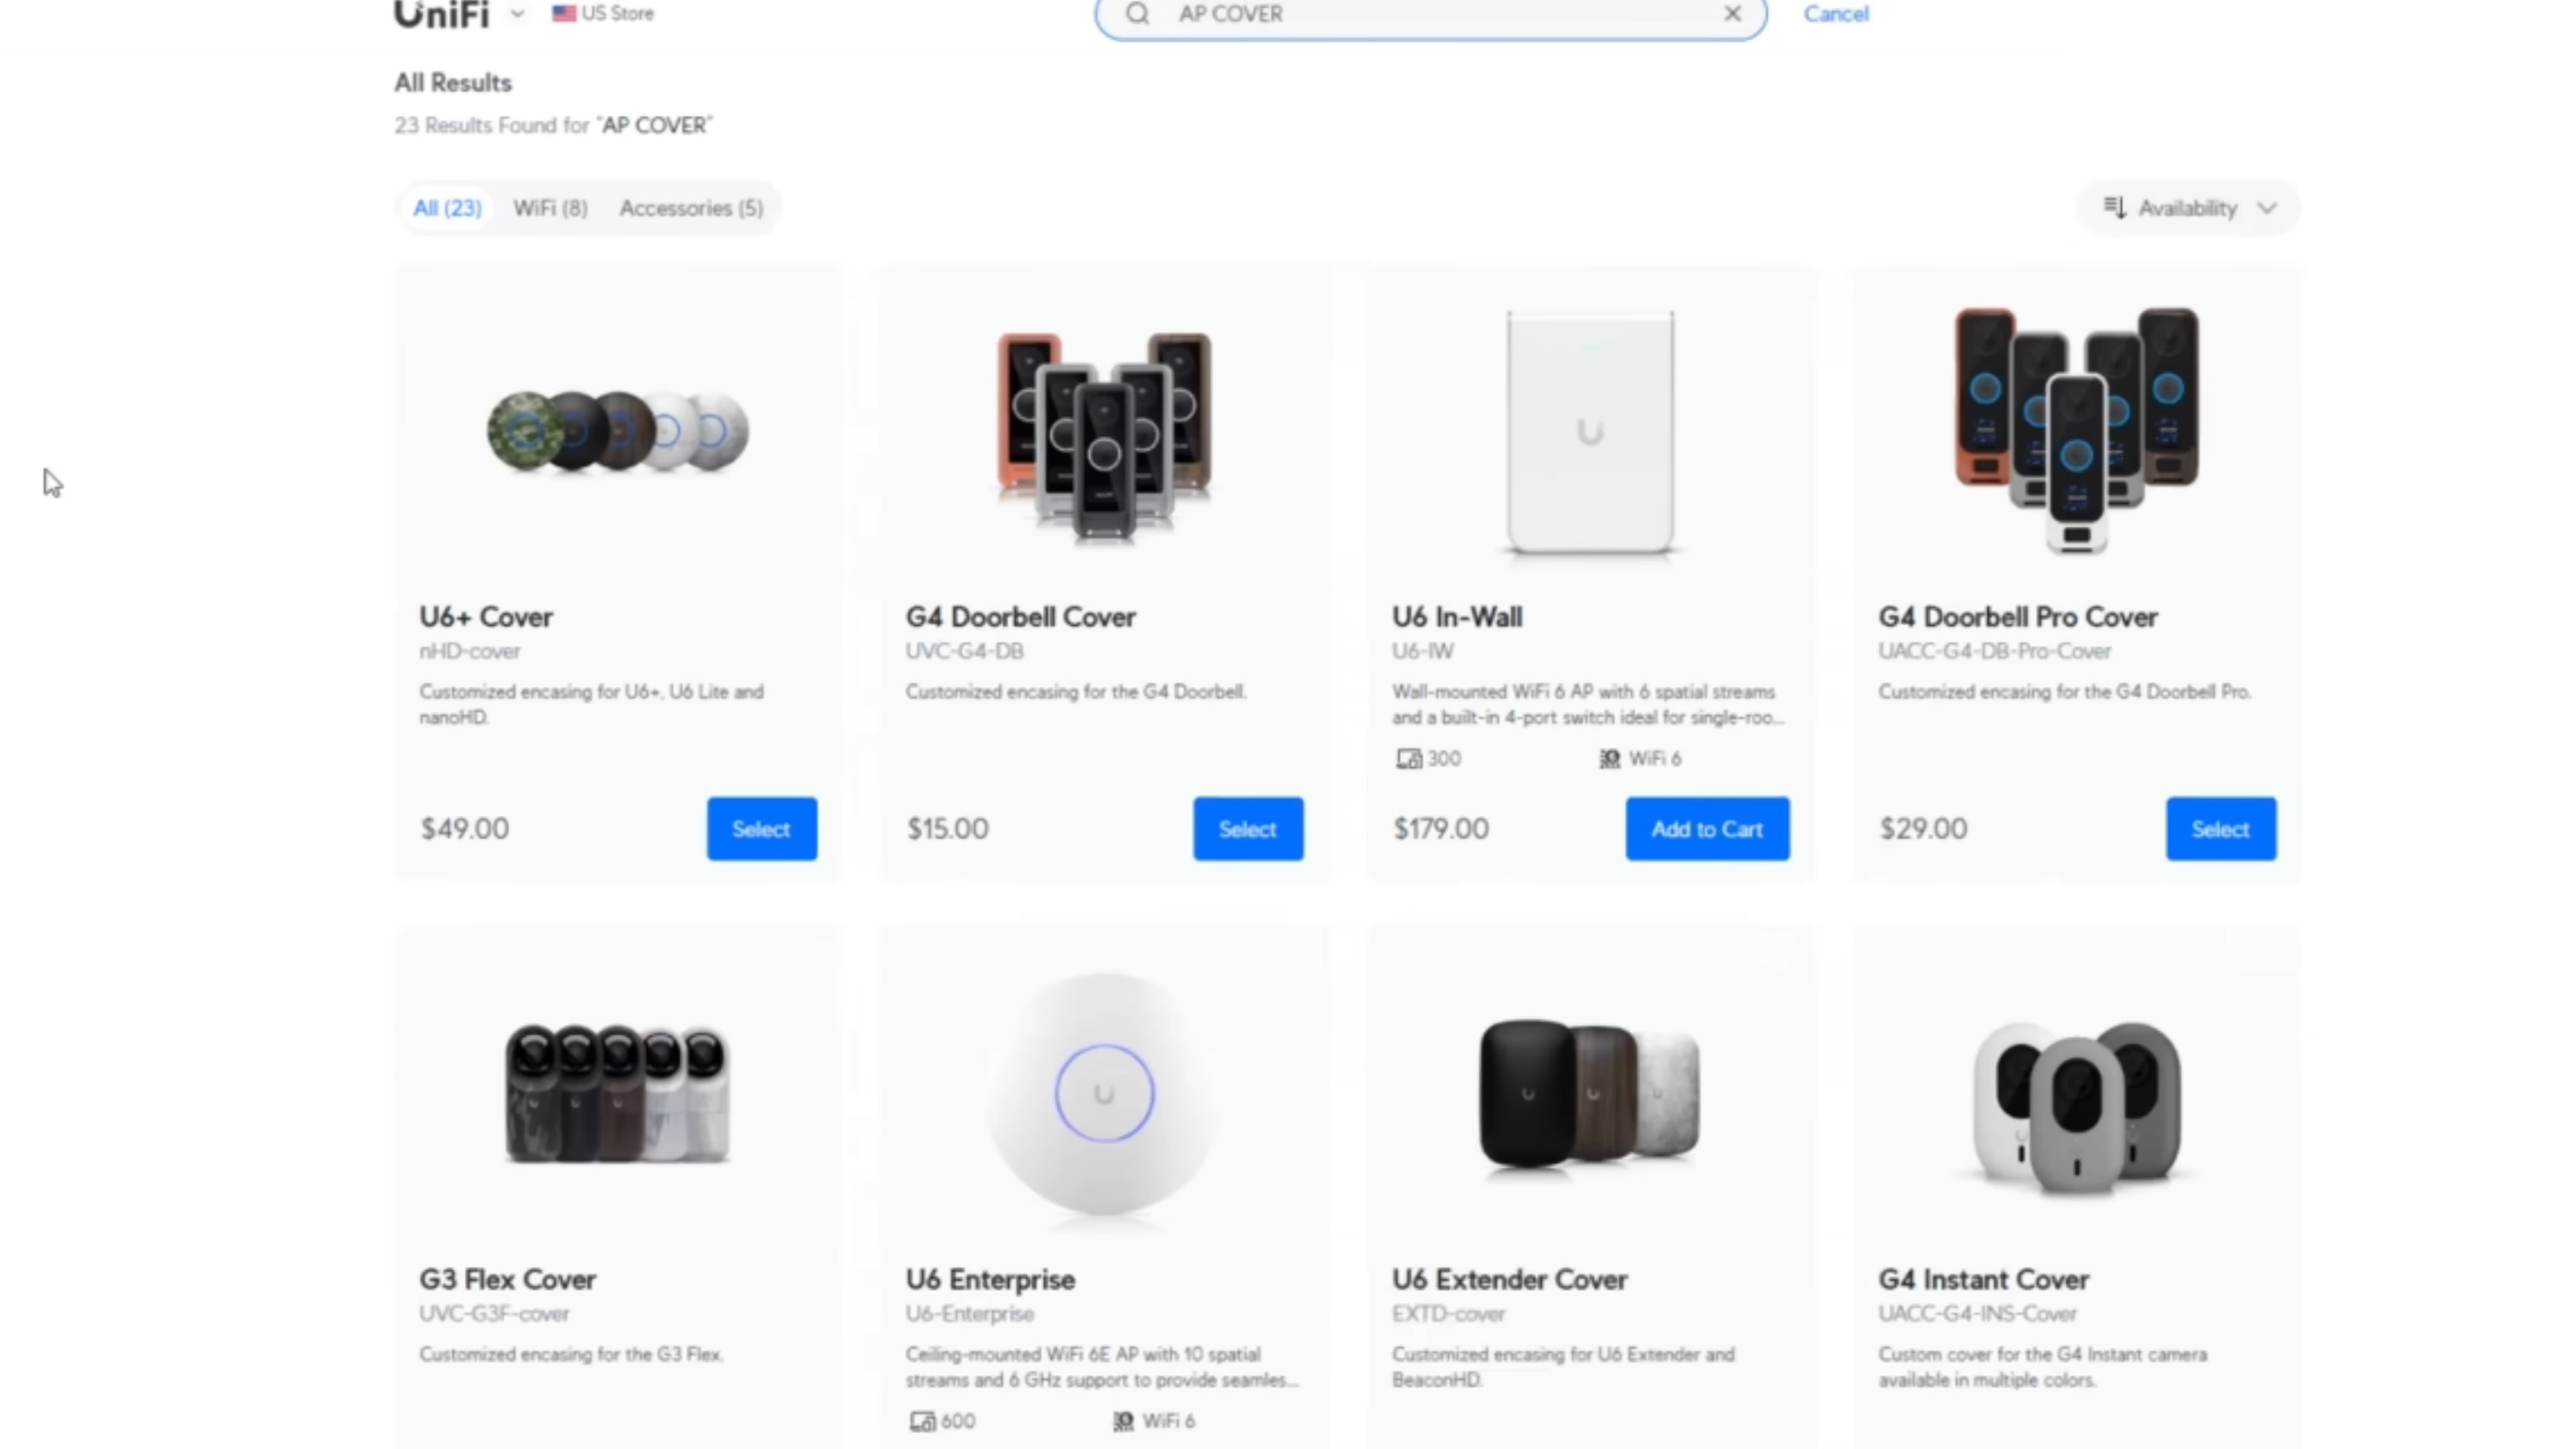 UniFi
US Store
AP COVER
Cancel
All Results
23 Results Found for "AP COVER"
All (23)
WiFi (8)
Accessories (5)
Availability
U6+ Cover
nHD-cover
Customized encasing for U6+, U6 Lite and
nanoHD.
$49.00
Select
G4 Doorbell Cover
UVC-G4-DB
Customized encasing for the G4 Doorbell.
$15.00
Select
U6 In-Wall
U6-IW
Wall-mounted WiFi 6 AP with 6 spatial streams
and a built-in 4-port switch ideal for single-roo...
300
WiFi 6
$179.00
Add to Cart
G4 Doorbell Pro Cover
UACC-G4-DB-Pro-Cover
Customized encasing for the G4 Doorbell Pro.
$29.00
Select
G3 Flex Cover
UVC-G3F-cover
Customized encasing for the G3 Flex.
U6 Enterprise
U6-Enterprise
Ceiling-mounted WiFi 6E AP with 10 spatial
streams and 6 GHz support to provide seamles...
600
WiFi 6
U6 Extender Cover
EXTD-cover
Customized encasing for U6 Extender and
BeaconHD.
G4 Instant Cover
UACC-G4-INS-Cover
Custom cover for the G4 Instant camera
available in multiple colors.